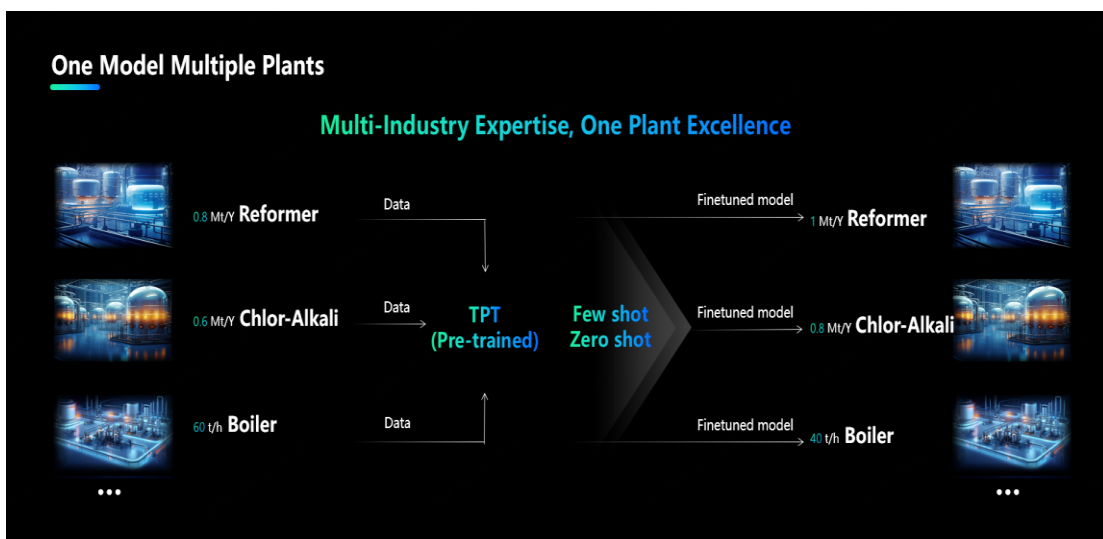 One Model Multiple Plants
Multi-Industry Expertise, One Plant Excellence
0.8 Mt/Y Reformer
Data
Finetuned model
1 Mt/Y Reformer
0.6 Mt/Y Chlor-Alkali
Data
TPT
(Pre-trained)
Few shot
Zero shot
Finetuned model
0.8 Mt/Y Chlor-Alkali
60 t/h Boiler
Data
Finetuned model
40 t/h Boiler
...
...